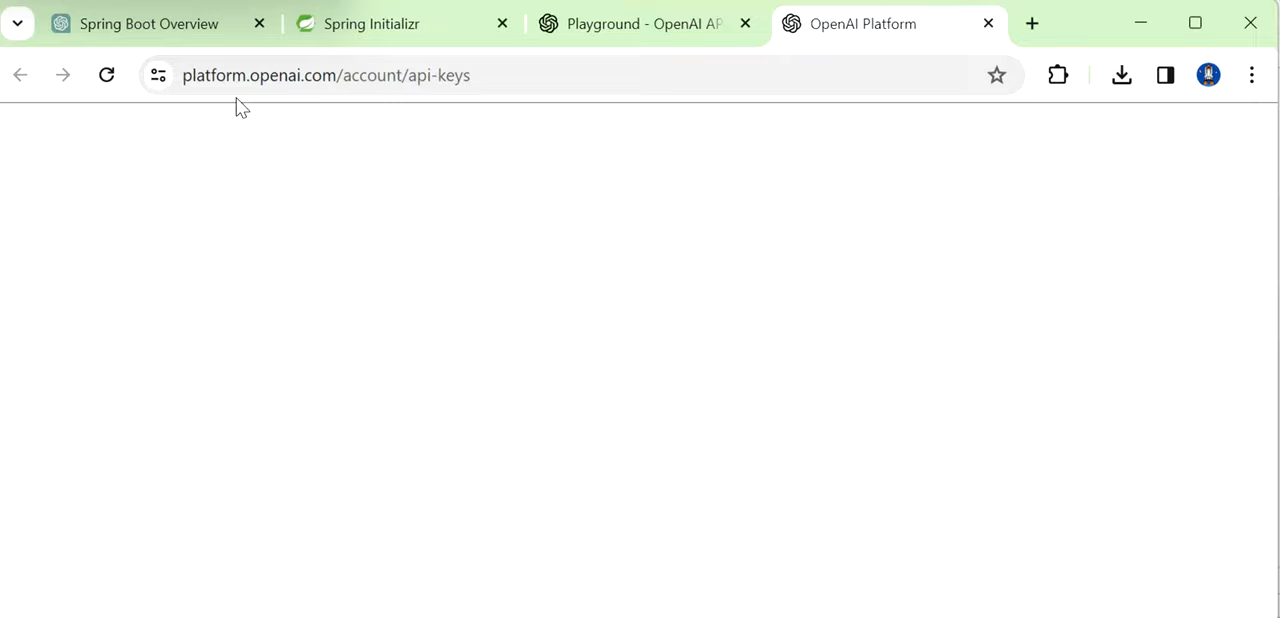 Spring Boot Overview
Spring Initializr
Playground - OpenAI AP
OpenAI Platform
platform.openai.com/account/api-keys